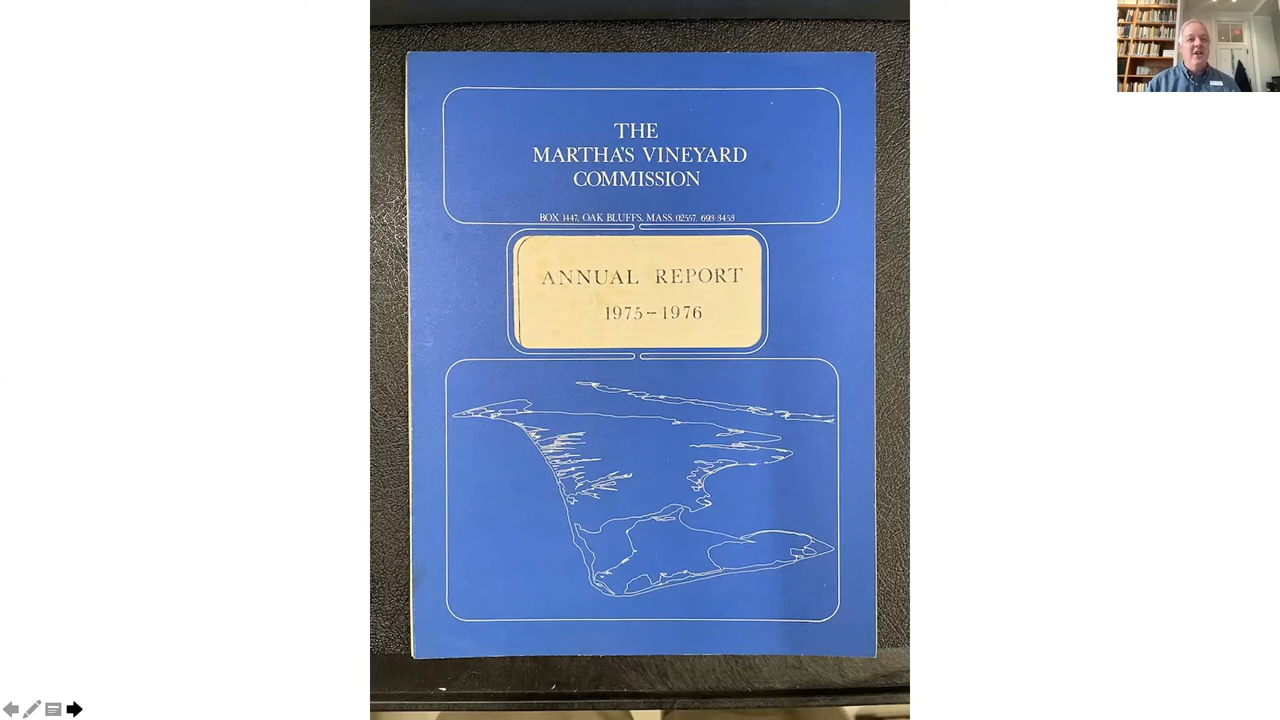 THE
MARTHA'S VINEYARD
COMMISSION
BOX 1447, OAK BLUFFS, MASS. 02557. 693-3453
ANNUAL REPORT
1975-1976